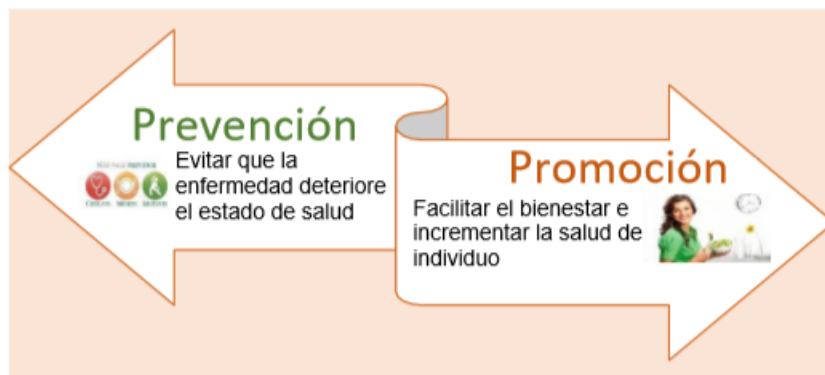 Prevención
Evitar que la
enfermedad deteriore
el estado de salud
Promoción
Facilitar el bienestar e
incrementar la salud de
individuo